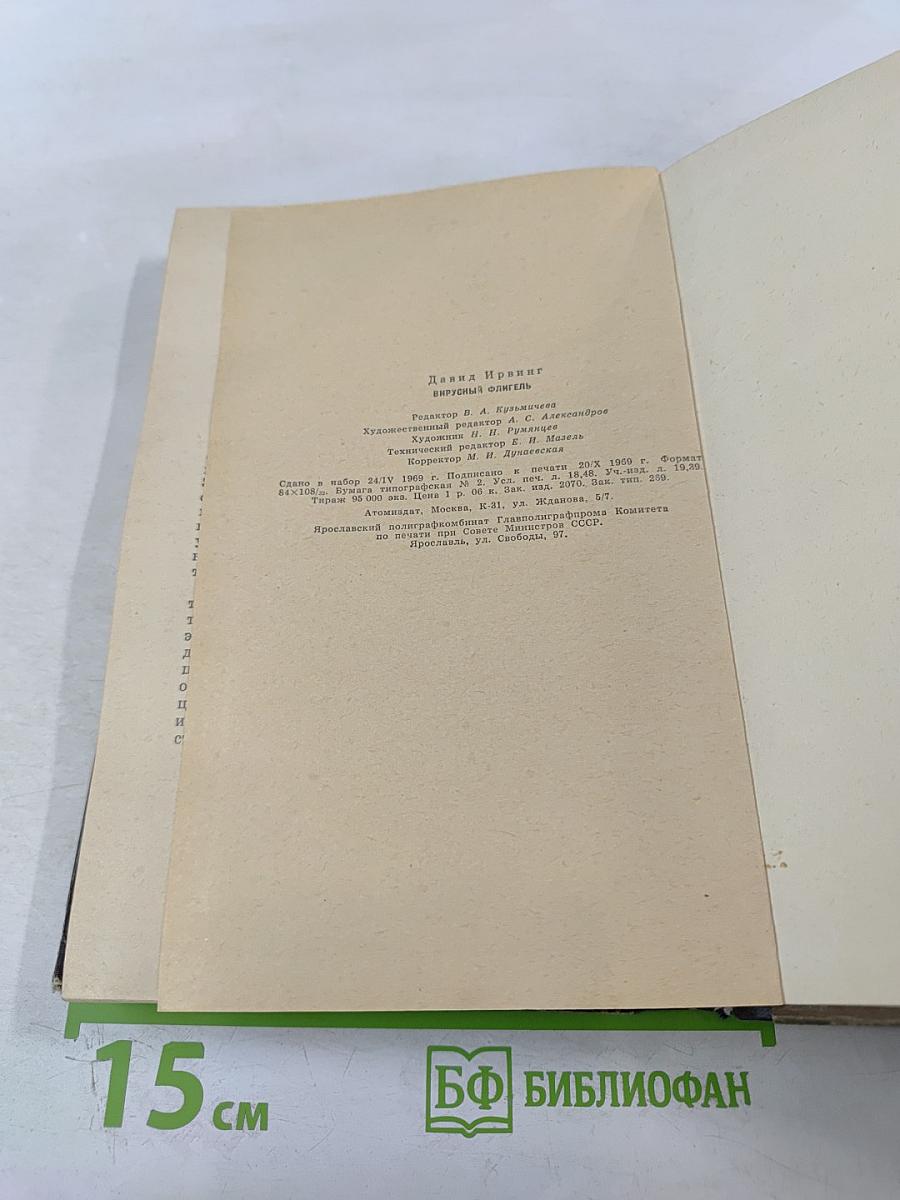 Давид Ирвинг
ВИРУСНЫЙ ФЛИГЕЛЬ
Редактор В. А. Кузьмичева
Художественный редактор А. С. Александров
Художник Н. Н. Румянцев
Технический редактор Е. И. Мазель
Корректор М. И. Дунаевская
Сдано в набор 24/IV 1969 г. Подписано к печати 20/X 1969 г. Формат
84×108/32. Бумага типографская № 2. Усл. печ. л. 18,48. Уч.-изд. л. 19,39.
Тираж 95 000 экз. Цена 1 р. 06 к. Зак. изд. 2070. Зак. тип. 269.
Атомиздат, Москва, К-31, ул. Жданова, 5/7.
Ярославский полиграфкомбинат Главполиграфпрома Комитета
по печати при Совете Министров СССР.
Ярославль, ул. Свободы, 97.
15 см
БФ БИБЛИОФАН